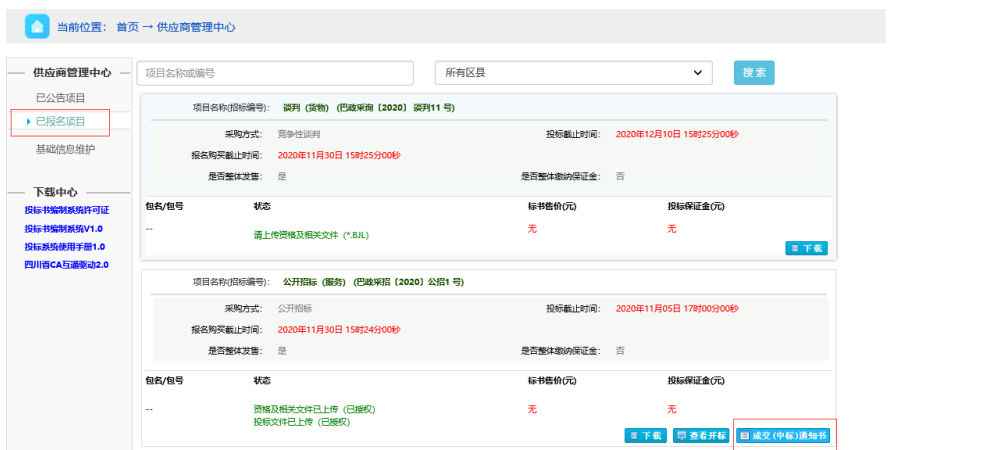 当前位置： 首页 → 供应商管理中心
供应商管理中心
已公告项目
已报名项目
基础信息维护
下载中心
投标书编制系统许可证
投标书编制系统V1.0
投标系统使用手册1.0
四川省CA互通驱动2.0
项目名称或编号 所有区县 搜 索
项目名称(招标编号)： 谈判（货物）（巴政采询〔2020〕谈判11 号)
采购方式： 竞争性谈判 投标截止时间： 2020年12月10日 15时25分00秒
报名购买截止时间： 2020年11月30日 15时25分00秒
是否整体发售： 是 是否整体缴纳保证金： 否
包名/包号 状态 标书售价(元) 投标保证金(元)
-- 请上传资格及相关文件（*.BJL） 无 无
下 载
项目名称(招标编号)： 公开招标（服务）（巴政采招〔2020〕公招1 号)
采购方式： 公开招标 投标截止时间： 2020年11月05日 17时00分00秒
报名购买截止时间： 2020年11月30日 15时24分00秒
是否整体发售： 是 是否整体缴纳保证金： 否
包名/包号 状态 标书售价(元) 投标保证金(元)
-- 资格及相关文件已上传（已授权） 无 无
投标文件已上传（已授权）
下 载 查看开标 成交(中标)通知书